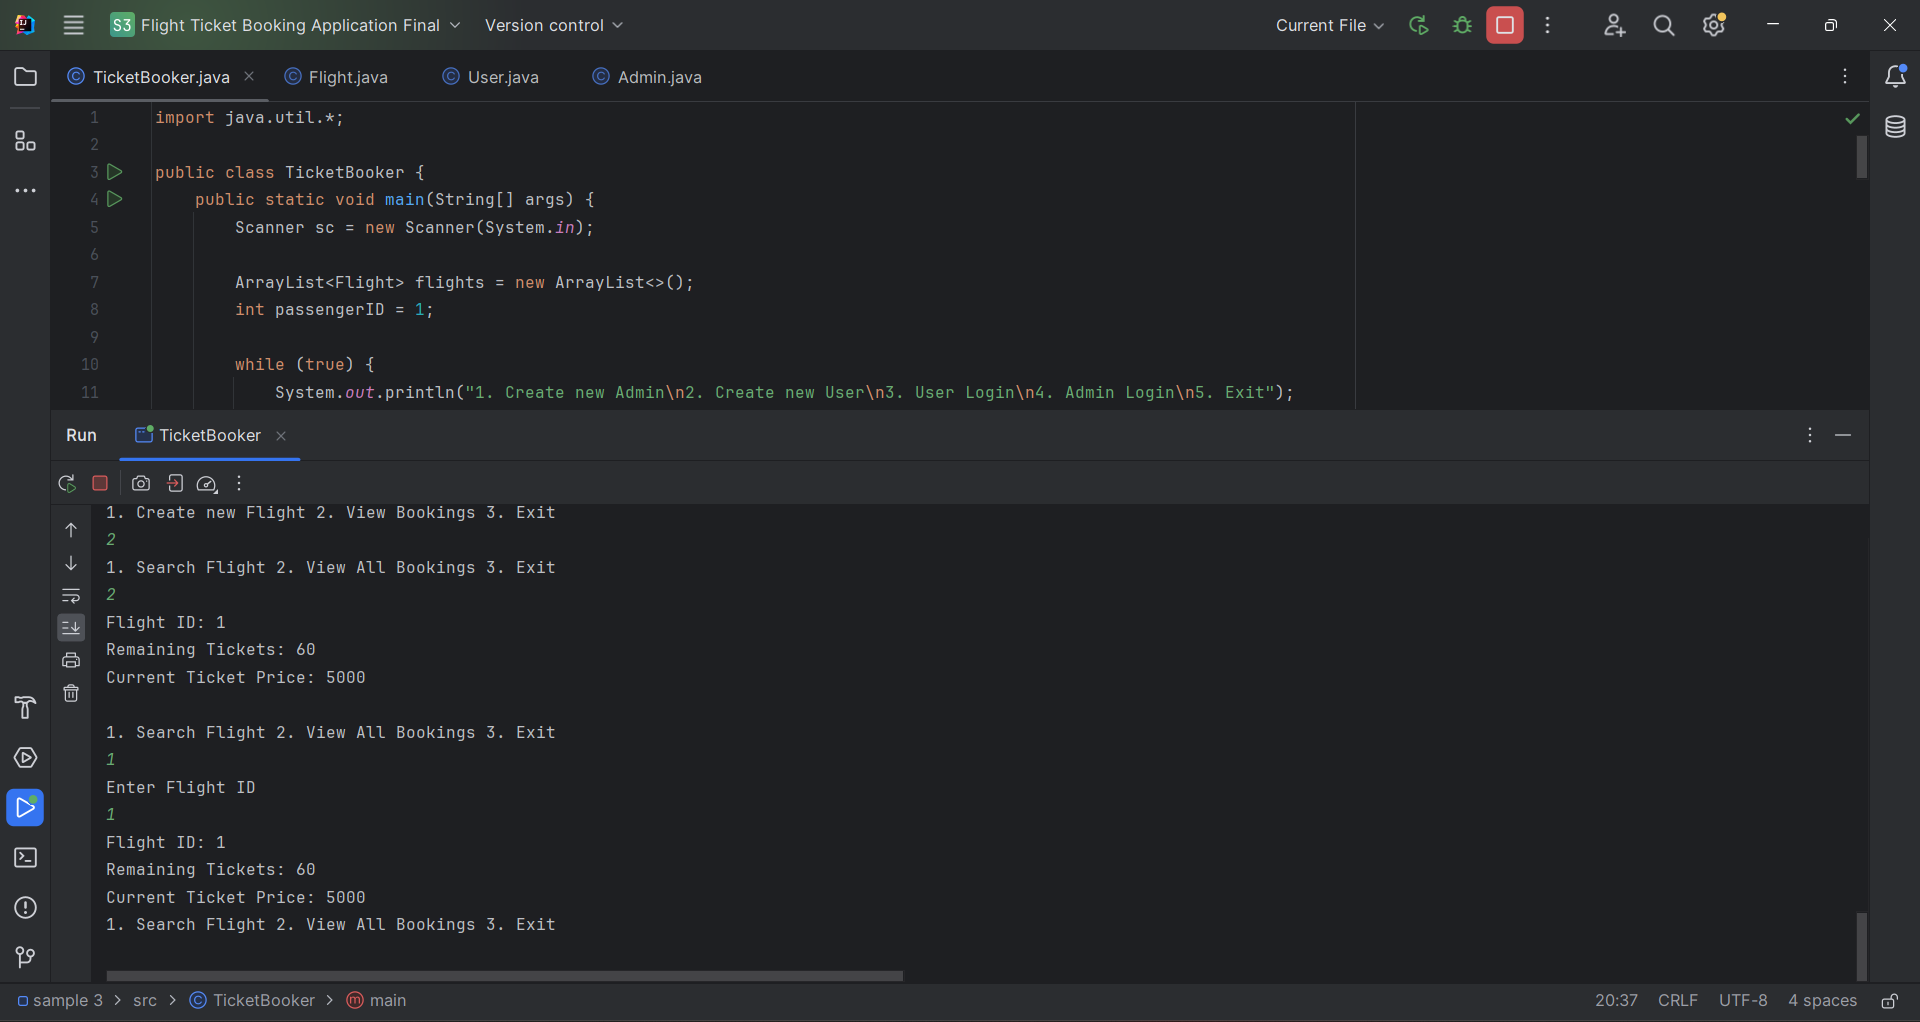 S3 Flight Ticket Booking Application Final Version control Current File
TicketBooker.java Flight.java User.java Admin.java
1 import java.util.*;
2
3 public class TicketBooker {
4 public static void main(String[] args) {
5 Scanner sc = new Scanner(System.in);
6
7 ArrayList<Flight> flights = new ArrayList<>();
8 int passengerID = 1;
9
10 while (true) {
11 System.out.println("1. Create new Admin\n2. Create new User\n3. User Login\n4. Admin Login\n5. Exit");
Run TicketBooker
1. Create new Flight 2. View Bookings 3. Exit
2
1. Search Flight 2. View All Bookings 3. Exit
2
Flight ID: 1
Remaining Tickets: 60
Current Ticket Price: 5000
1. Search Flight 2. View All Bookings 3. Exit
1
Enter Flight ID
1
Flight ID: 1
Remaining Tickets: 60
Current Ticket Price: 5000
1. Search Flight 2. View All Bookings 3. Exit
sample 3 > src > TicketBooker > main 20:37 CRLF UTF-8 4 spaces